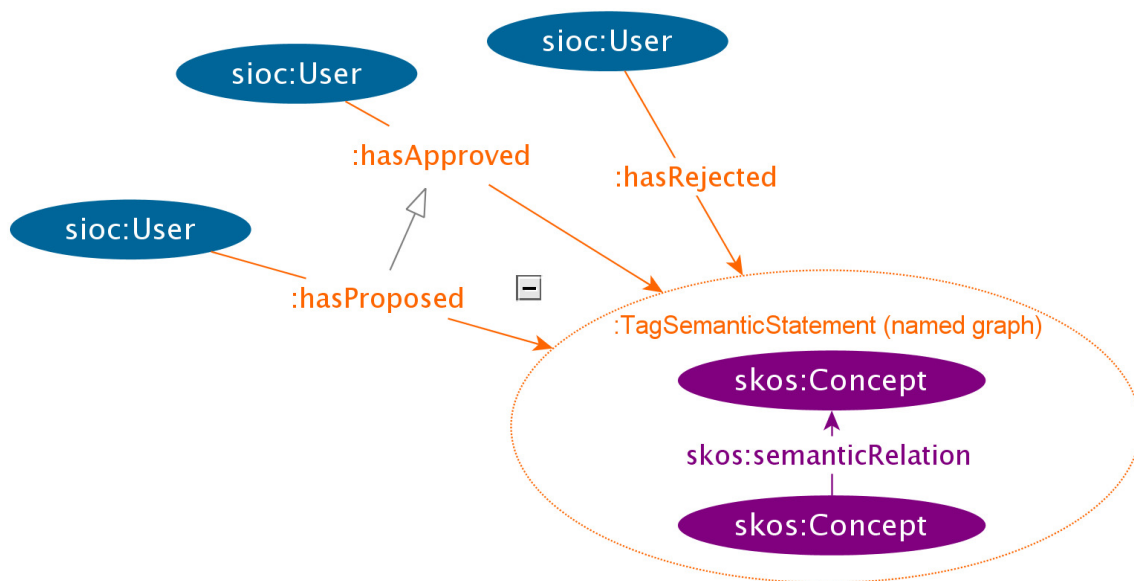 sioc:User
sioc:User
:hasApproved
:hasRejected
sioc:User
:hasProposed
:TagSemanticStatement (named graph)
skos:Concept
skos:semanticRelation
skos:Concept